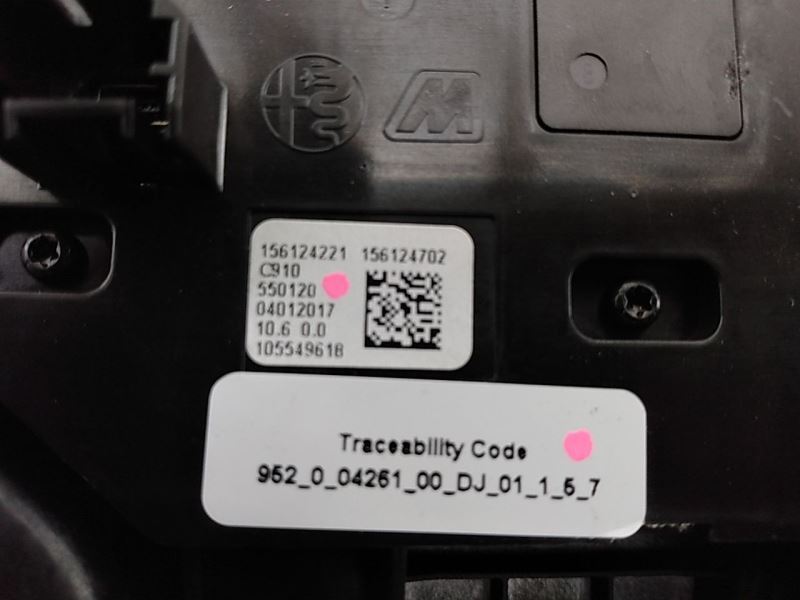 M
156124221 156124702
C910
550120
04012017
10.6 0.0
105549618
Traceability Code
952_0_04261_00_DJ_01_1_5_7